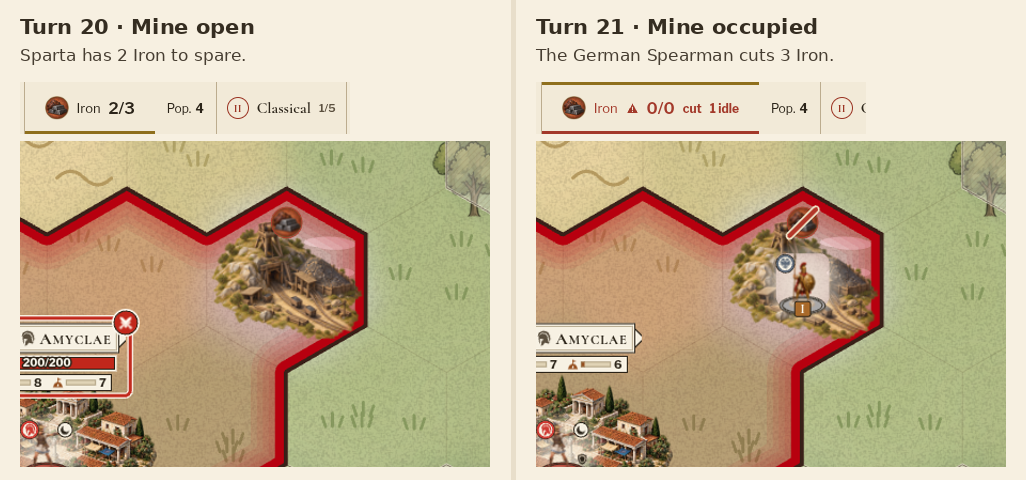 Turn 20 · Mine open
Sparta has 2 Iron to spare.
Iron 2/3 Pop. 4 II Classical 1/5
AMYCLAE
200/200
8 7
Turn 21 · Mine occupied
The German Spearman cuts 3 Iron.
Iron 0/0 cut 1 idle Pop. 4 II
1
AMYCLAE
7 6